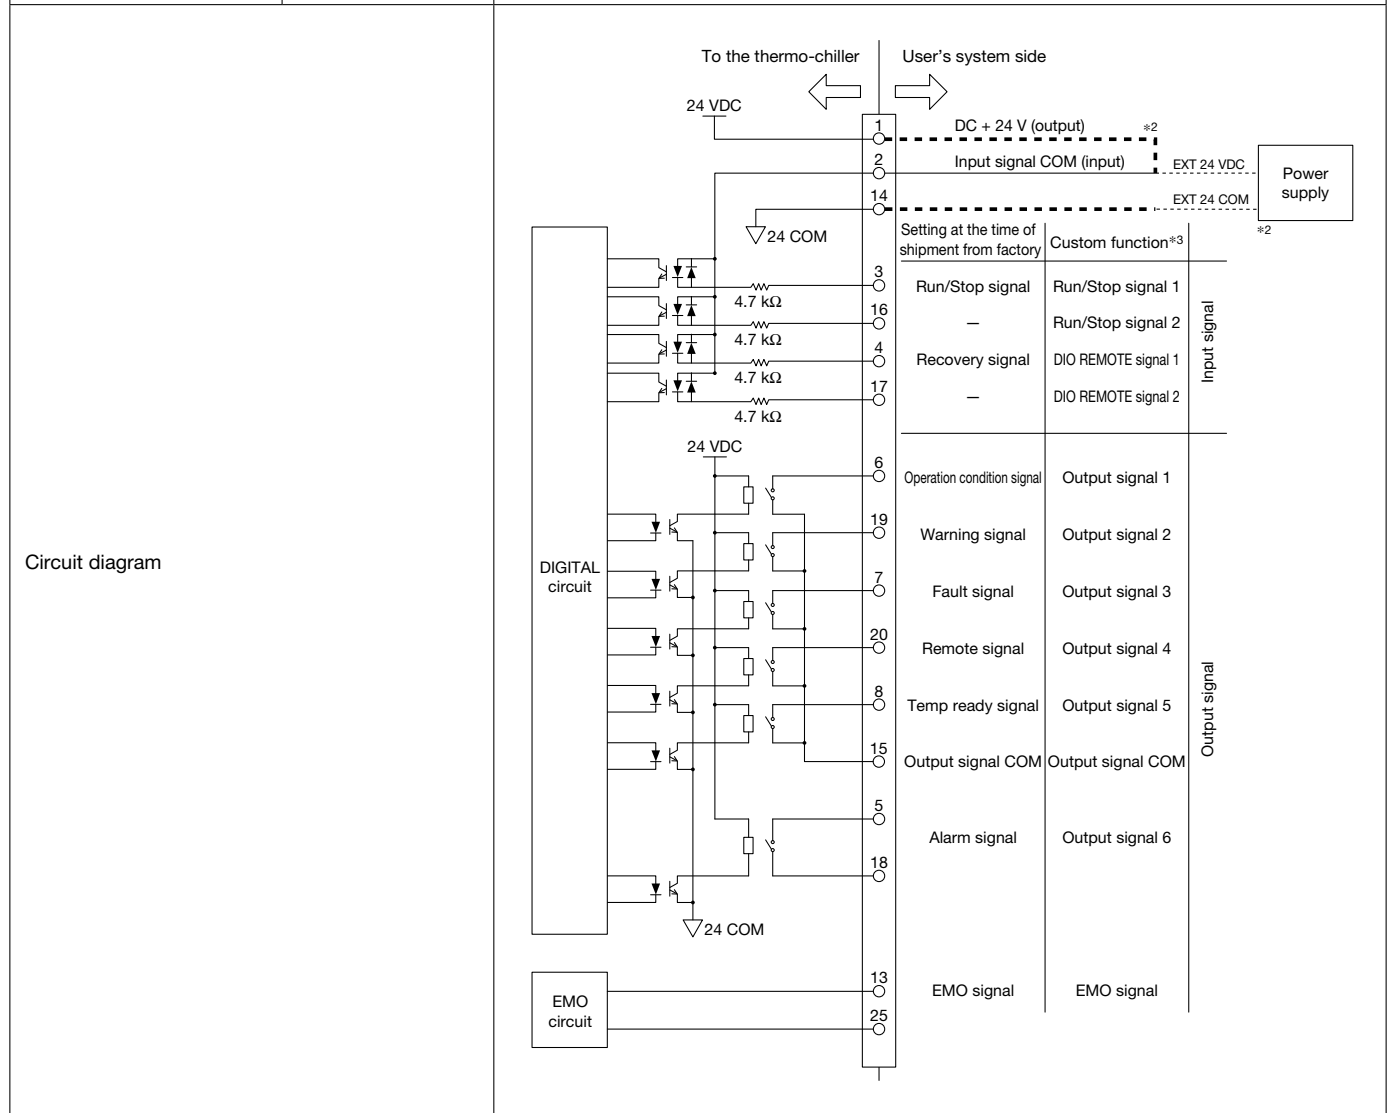 To the thermo-chiller
User's system side
24 VDC
1
DC + 24 V (output)
*2
2
Input signal COM (input)
EXT 24 VDC
Power
supply
14
EXT 24 COM
*2
24 COM
Setting at the time of
shipment from factory
Custom function*3
3
4.7 kΩ
Run/Stop signal
Run/Stop signal 1
16
4.7 kΩ
–
Run/Stop signal 2
4
4.7 kΩ
Recovery signal
DIO REMOTE signal 1
17
4.7 kΩ
–
DIO REMOTE signal 2
Input signal
24 VDC
6
Operation condition signal
Output signal 1
19
Warning signal
Output signal 2
Circuit diagram
DIGITAL
circuit
7
Fault signal
Output signal 3
20
Remote signal
Output signal 4
8
Temp ready signal
Output signal 5
15
Output signal COM
Output signal COM
Output signal
5
Alarm signal
Output signal 6
18
24 COM
EMO
circuit
13
EMO signal
EMO signal
25